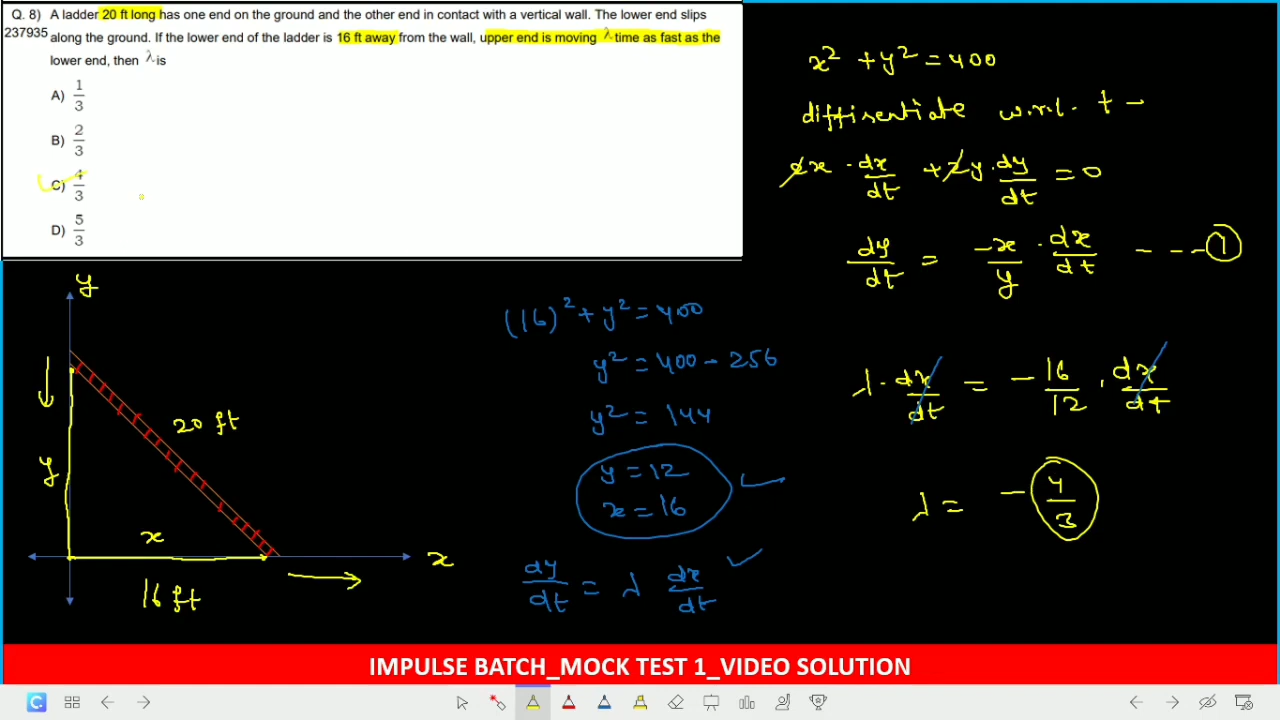 Q. 8) A ladder 20 ft long has one end on the ground and the other end in contact with a vertical wall. The lower end slips
237935 along the ground. If the lower end of the ladder is 16 ft away from the wall, upper end is moving λ time as fast as the
lower end, then λ is
A) 1/3
B) 2/3
C) 4/3
D) 5/3
x² + y² = 400
w.r.t. t –
2x · dx/dt + 2y · dy/dt = 0
dy/dt = -x/y · dx/dt ---- ①
λ · dx/dt = -16/12 · dx/dt
λ = - 4/3
(16)² + y² = 400
y² = 400 - 256
y² = 144
y = 12
x = 16
dy/dt = λ dx/dt
y
20 ft
y
x
x
16 ft
IMPULSE BATCH_MOCK TEST 1_VIDEO SOLUTION